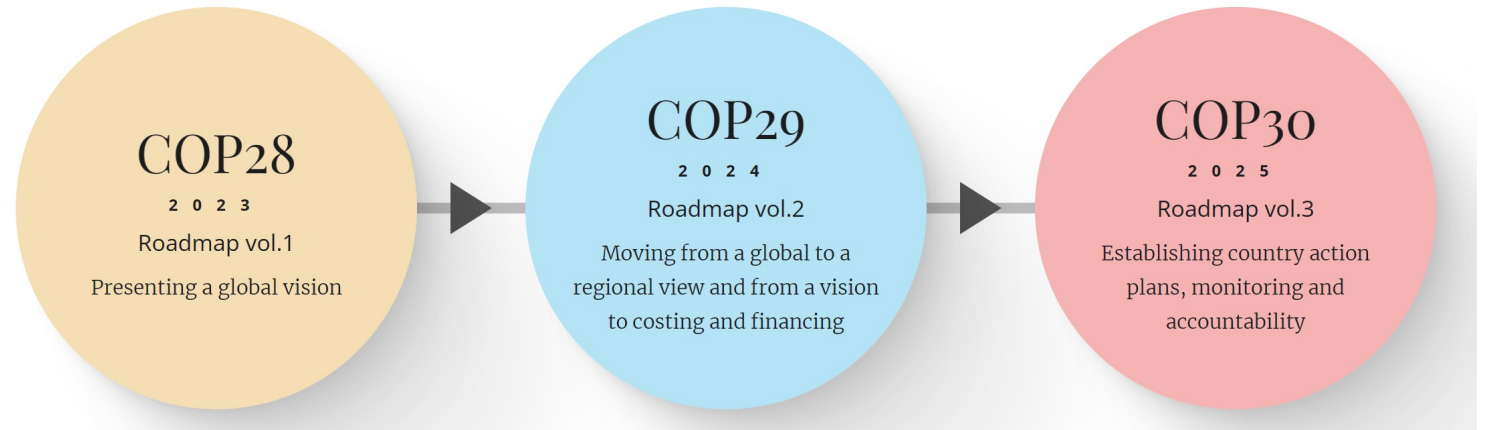 COP28
2023
Roadmap vol.1
Presenting a global vision
COP29
2024
Roadmap vol.2
Moving from a global to a
regional view and from a vision
to costing and financing
COP30
2025
Roadmap vol.3
Establishing country action
plans, monitoring and
accountability